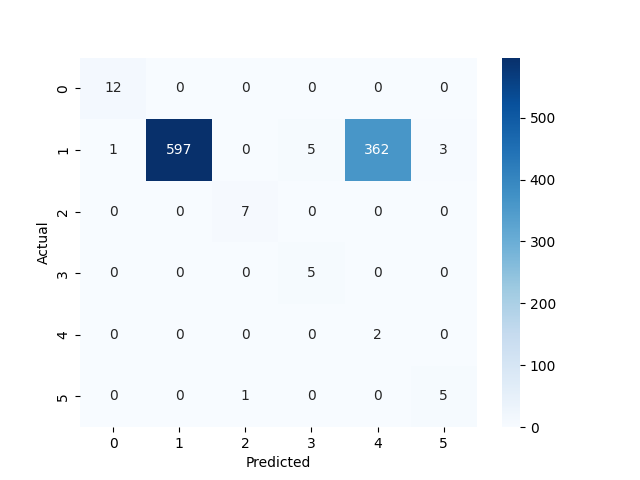 0 12 0 0 0 0 0
1 1 597 0 5 362 3
2 0 0 7 0 0 0
3 0 0 0 5 0 0
4 0 0 0 0 2 0
5 0 0 1 0 0 5
0 1 2 3 4 5
Predicted
Actual
500
400
300
200
100
0